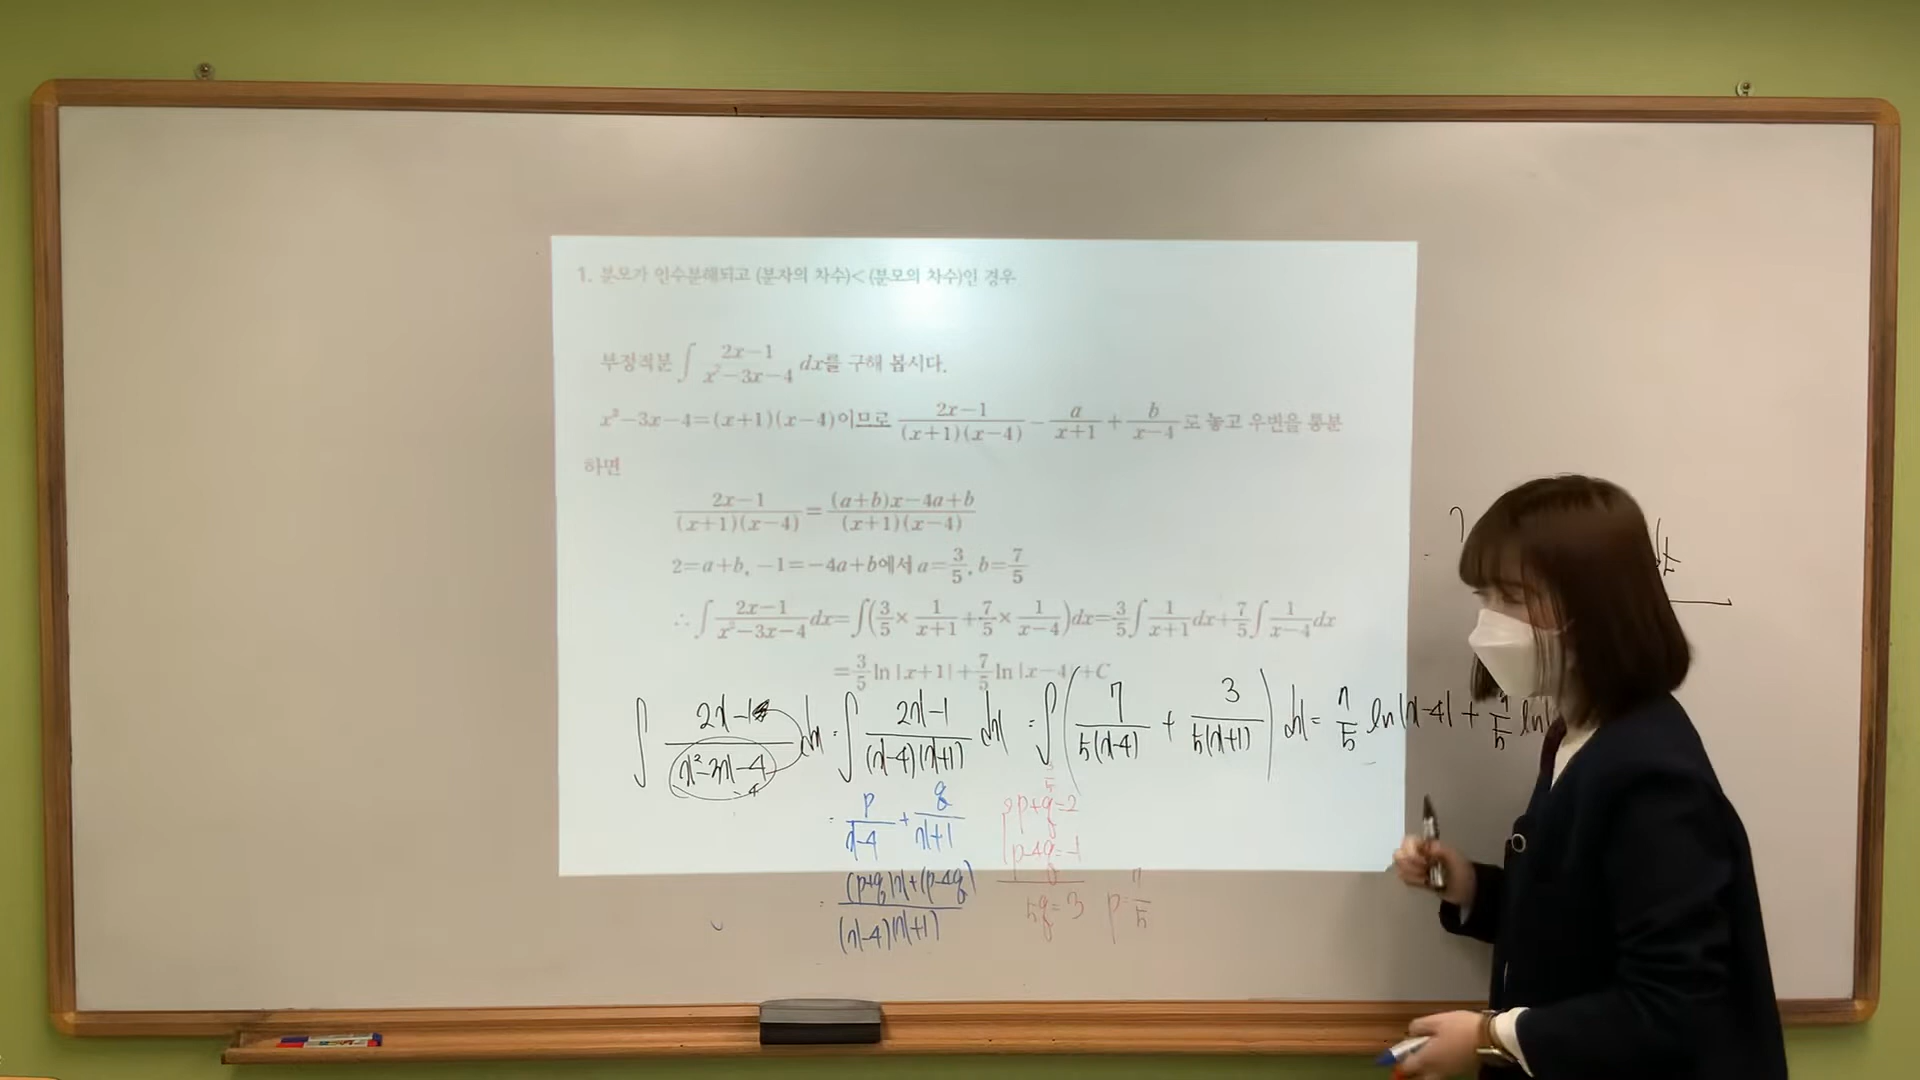 1. 분모가 인수분해되고 (분자의 차수)<(분모의 차수)인 경우
부정적분 ∫ (2x-1)/(x²-3x-4) dx를 구해 봅시다.
x²-3x-4=(x+1)(x-4)이므로 (2x-1)/((x+1)(x-4)) = a/(x+1) + b/(x-4) 로 놓고 우변을 통분
하면
(2x-1)/((x+1)(x-4)) = ((a+b)x-4a+b)/((x+1)(x-4))
2=a+b, -1=-4a+b에서 a=3/5, b=7/5
∴ ∫ (2x-1)/(x²-3x-4) dx = ∫(3/5 × 1/(x+1) + 7/5 × 1/(x-4))dx = 3/5 ∫ 1/(x+1) dx + 7/5 ∫ 1/(x-4) dx
= 3/5 ln|x+1| + 7/5 ln|x-4|+C
∫ (2x-1)/(x²-3x-4) dx = ∫ (2x-1)/((x-4)(x+1)) dx = ∫ (7/(5(x-4)) + 3/(5(x+1))) dx = 7/5 ln|x-4| + ln
= p/(x-4) + q/(x+1)
= ((p+q)x+(p-4q))/((x-4)(x+1))
3/5
p+q=2
p-4q=-1
5q=3 p=7/5